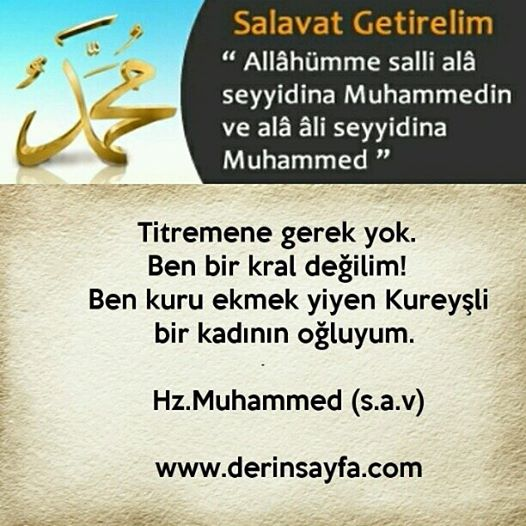 مُحَمَّدٌ
Salavat Getirelim
“ Allâhümme salli alâ
seyyidina Muhammedin
ve alâ âli seyyidina
Muhammed ”
Titremene gerek yok.
Ben bir kral değilim!
Ben kuru ekmek yiyen Kureyşli
bir kadının oğluyum.
Hz.Muhammed (s.a.v)
www.derinsayfa.com